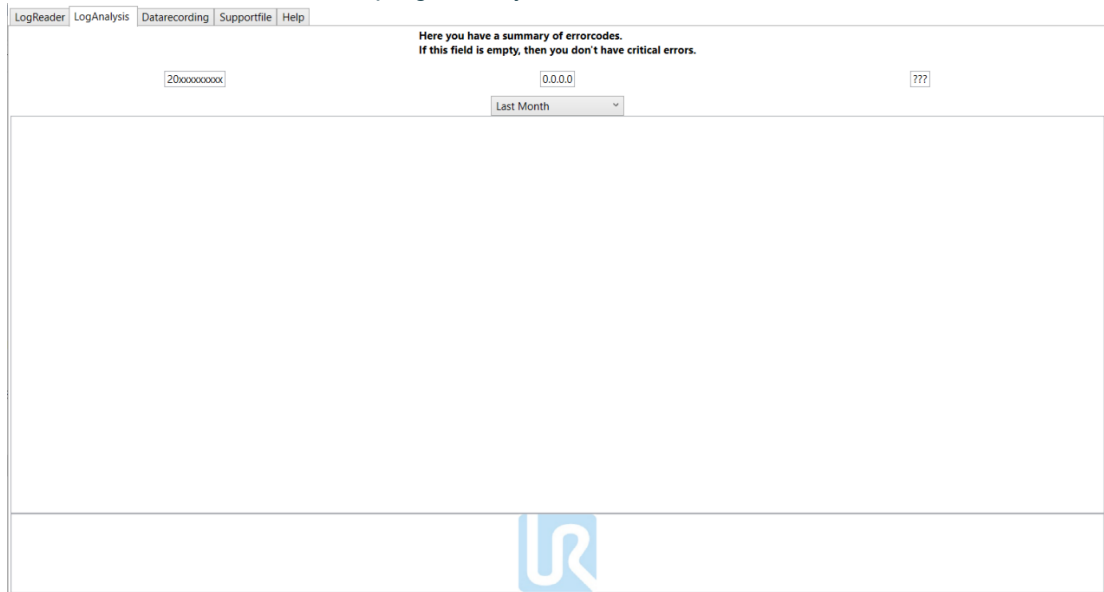 LogReader LogAnalysis Datarecording Supportfile Help
Here you have a summary of errorcodes.
If this field is empty, then you don't have critical errors.
20xxxxxxxxx 0.0.0.0 ???
Last Month
UR